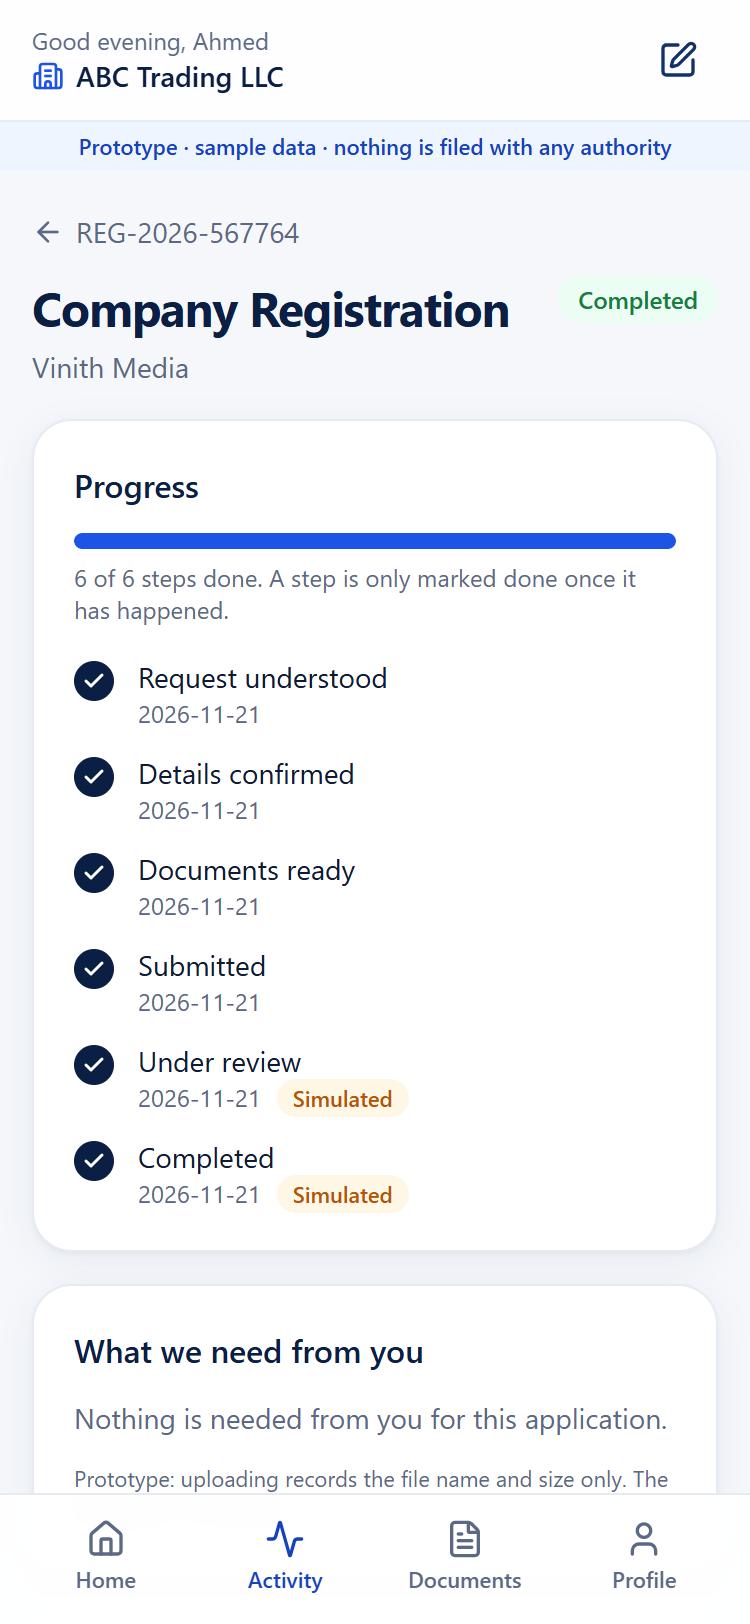 Good evening, Ahmed
ABC Trading LLC
Prototype · sample data · nothing is filed with any authority
REG-2026-567764
Company Registration
Completed
Vinith Media
Progress
6 of 6 steps done. A step is only marked done once it
has happened.
Request understood
2026-11-21
Details confirmed
2026-11-21
Documents ready
2026-11-21
Submitted
2026-11-21
Under review
2026-11-21 Simulated
Completed
2026-11-21 Simulated
What we need from you
Nothing is needed from you for this application.
Prototype: uploading records the file name and size only. The
Home
Activity
Documents
Profile